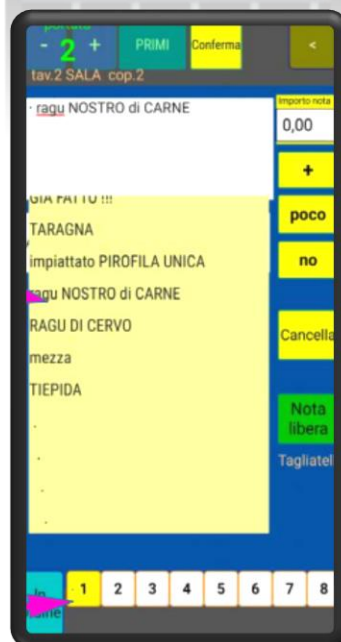 portata
- 2 + PRIMI Conferma <
tav.2 SALA cop.2
· ragu NOSTRO di CARNE
Importo nota
0,00
+
GIA FATTO !!!
poco
TARAGNA
impiattato PIROFILA UNICA
no
ragu NOSTRO di CARNE
RAGU DI CERVO
Cancella
mezza
TIEPIDA
Nota
libera
Tagliatel
In 1 2 3 4 5 6 7 8